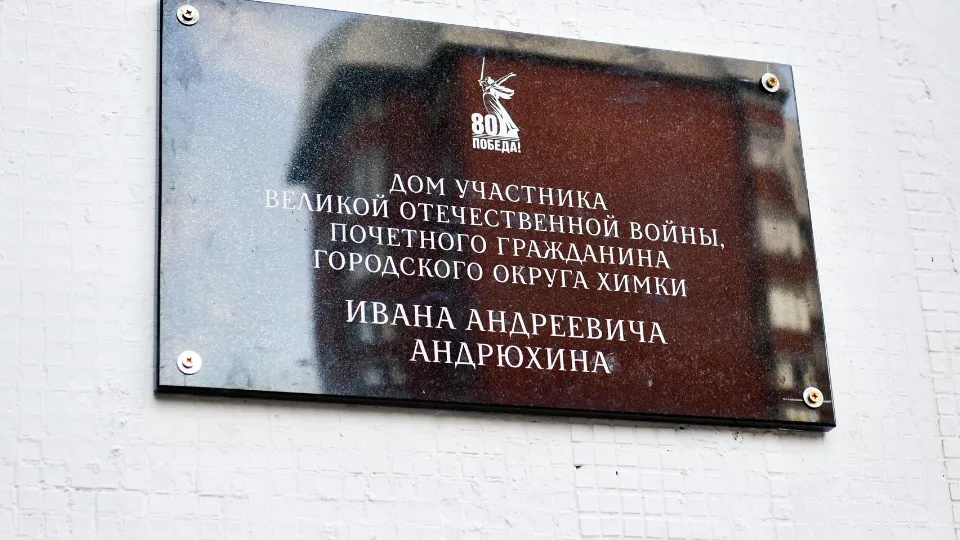 80
ПОБЕДА!
ДОМ УЧАСТНИКА
ВЕЛИКОЙ ОТЕЧЕСТВЕННОЙ ВОЙНЫ,
ПОЧЕТНОГО ГРАЖДАНИНА
ГОРОДСКОГО ОКРУГА ХИМКИ
ИВАНА АНДРЕЕВИЧА
АНДРЮХИНА